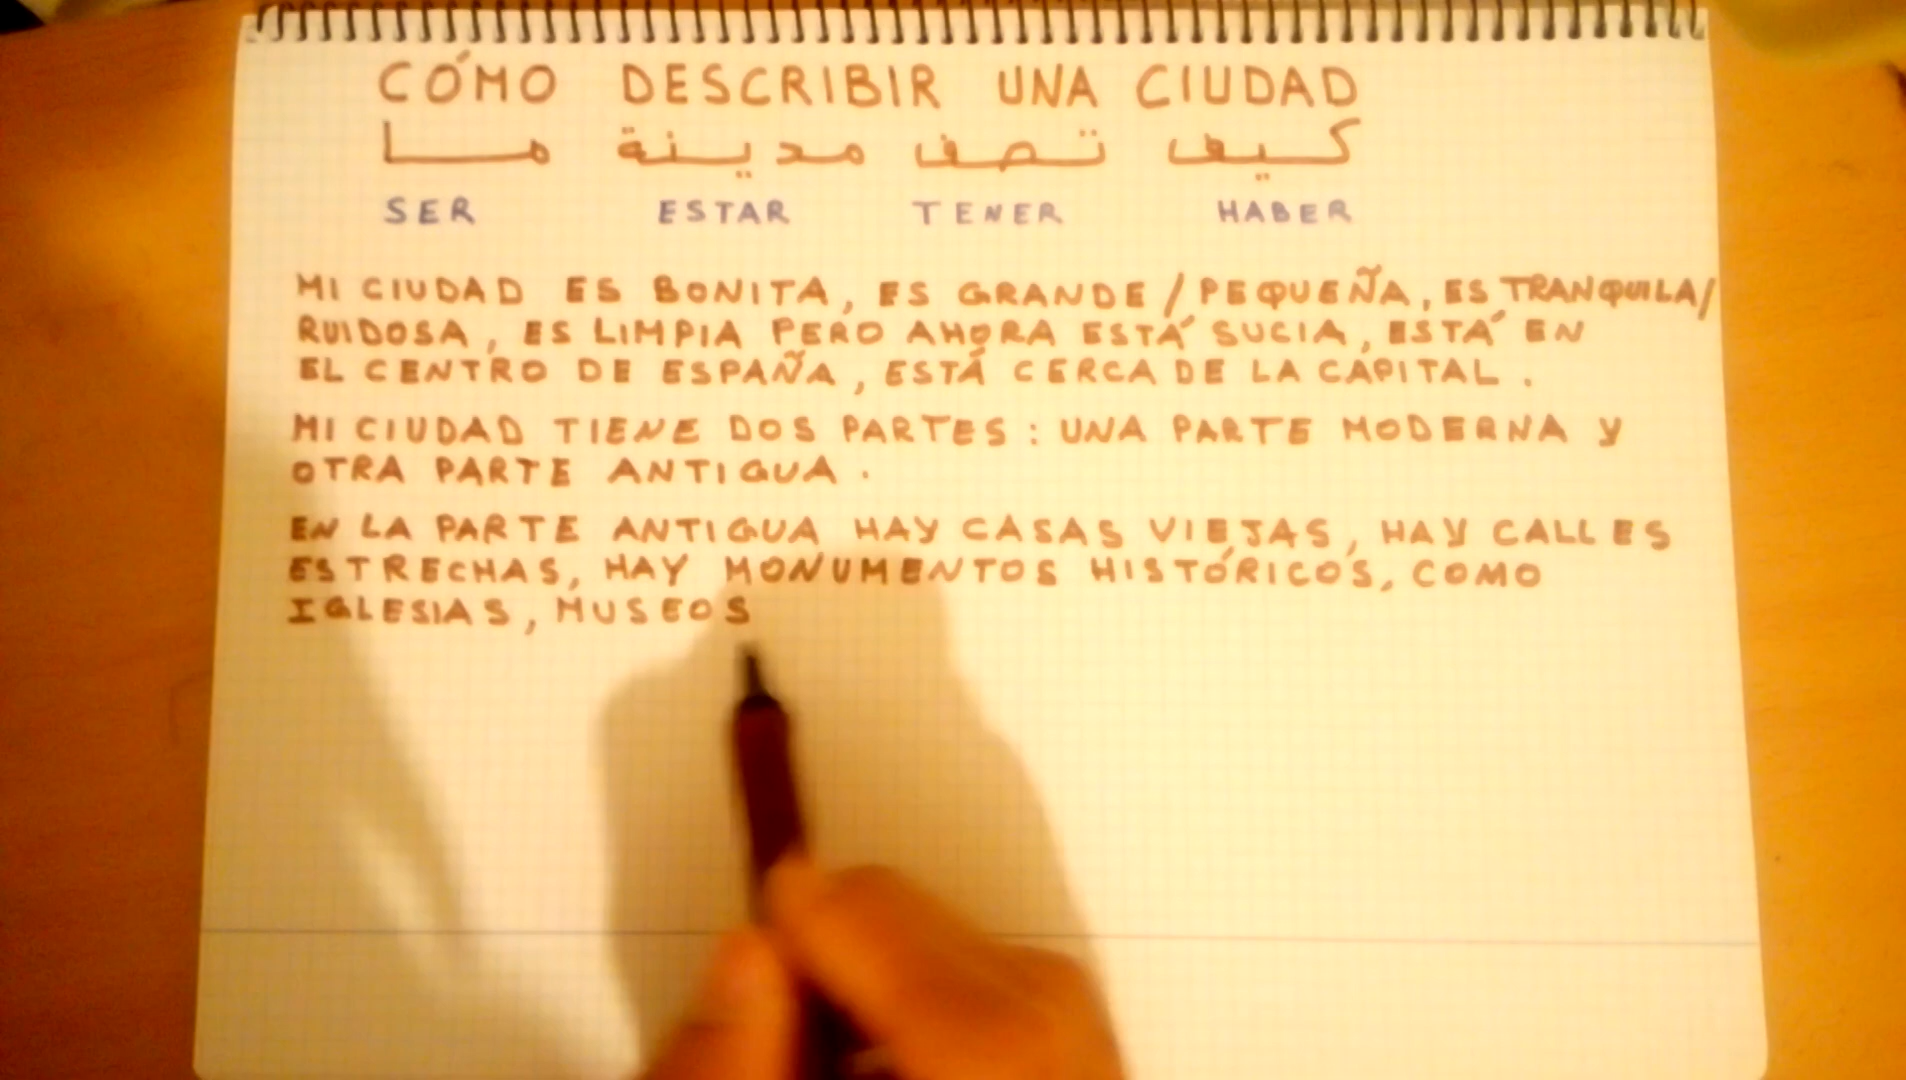 CÓMO DESCRIBIR UNA CIUDAD
كيف تصف مدينة ما
SER ESTAR TENER HABER
MI CIUDAD ES BONITA, ES GRANDE/PEQUEÑA, ES TRANQUILA/
RUIDOSA, ES LIMPIA PERO AHORA ESTÁ SUCIA, ESTÁ EN
EL CENTRO DE ESPAÑA, ESTÁ CERCA DE LA CAPITAL.
MI CIUDAD TIENE DOS PARTES: UNA PARTE MODERNA Y
OTRA PARTE ANTIGUA.
EN LA PARTE ANTIGUA HAY CASAS VIEJAS, HAY CALLES
ESTRECHAS, HAY MONUMENTOS HISTÓRICOS, COMO
IGLESIAS, MUSEOS